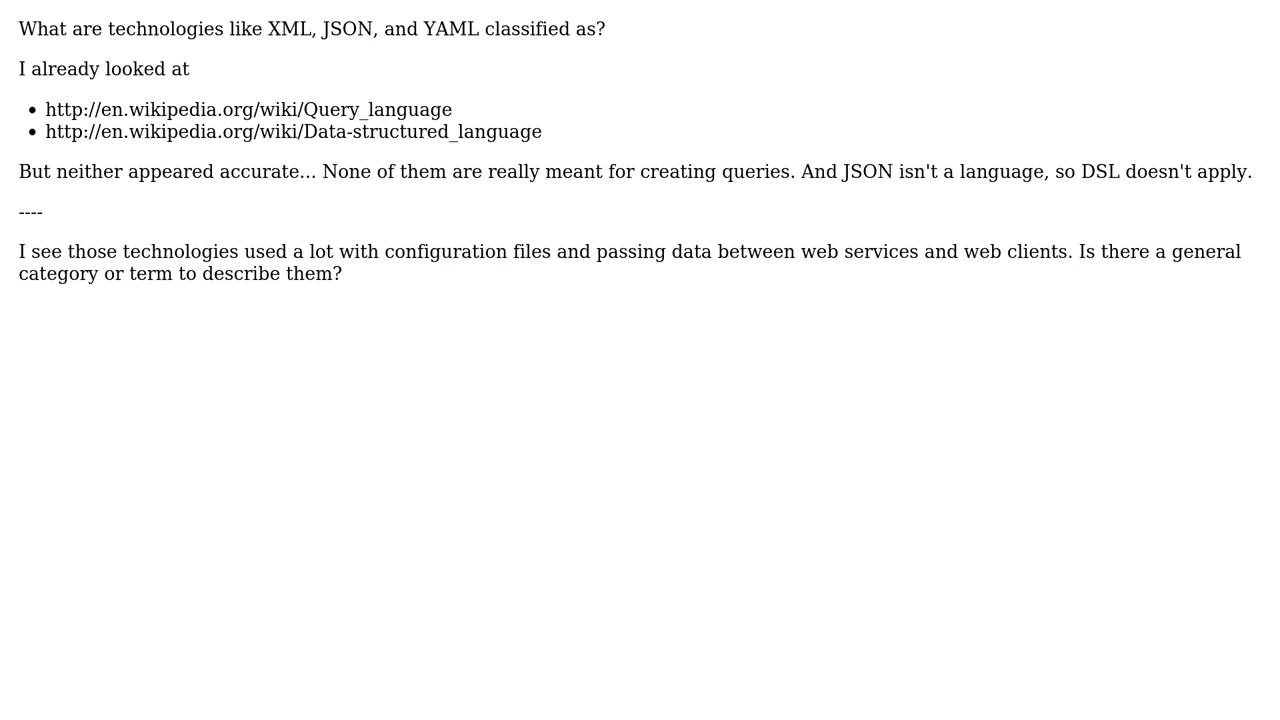 What are technologies like XML, JSON, and YAML classified as?
I already looked at
• http://en.wikipedia.org/wiki/Query_language
• http://en.wikipedia.org/wiki/Data-structured_language
But neither appeared accurate... None of them are really meant for creating queries. And JSON isn't a language, so DSL doesn't apply.
----
I see those technologies used a lot with configuration files and passing data between web services and web clients. Is there a general
category or term to describe them?